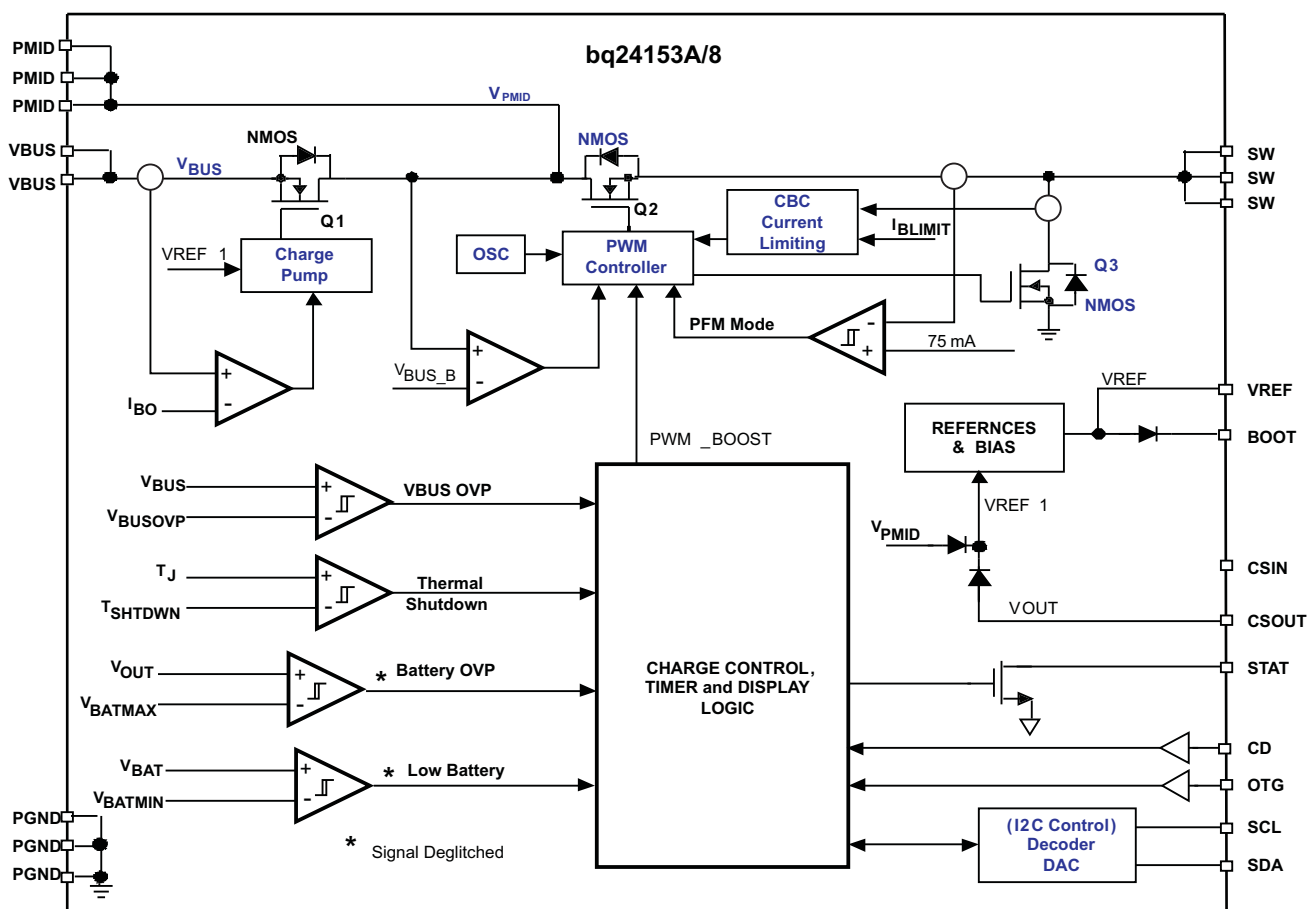 bq24153A/8
PMID
PMID
PMID
VPMID
VBUS
VBUS
VBUS
NMOS
Q1
NMOS
Q2
SW
SW
SW
VREF 1
Charge
Pump
OSC
PWM
Controller
CBC
Current
Limiting
IBLIMIT
Q3
NMOS
PFM Mode
-
+
75 mA
+
-
IBO
+
-
VBUS_B
PWM _BOOST
VREF
VREF
BOOT
REFERNCES
& BIAS
VREF 1
VPMID
VOUT
CSIN
CSOUT
VBUS
VBUSOVP
+
-
VBUS OVP
TJ
TSHTDWN
+
-
Thermal
Shutdown
VOUT
VBATMAX
+
-
* Battery OVP
VBAT
VBATMIN
+
-
* Low Battery
* Signal Deglitched
CHARGE CONTROL,
TIMER and DISPLAY
LOGIC
STAT
CD
OTG
(I2C Control)
Decoder
DAC
SCL
SDA
PGND
PGND
PGND